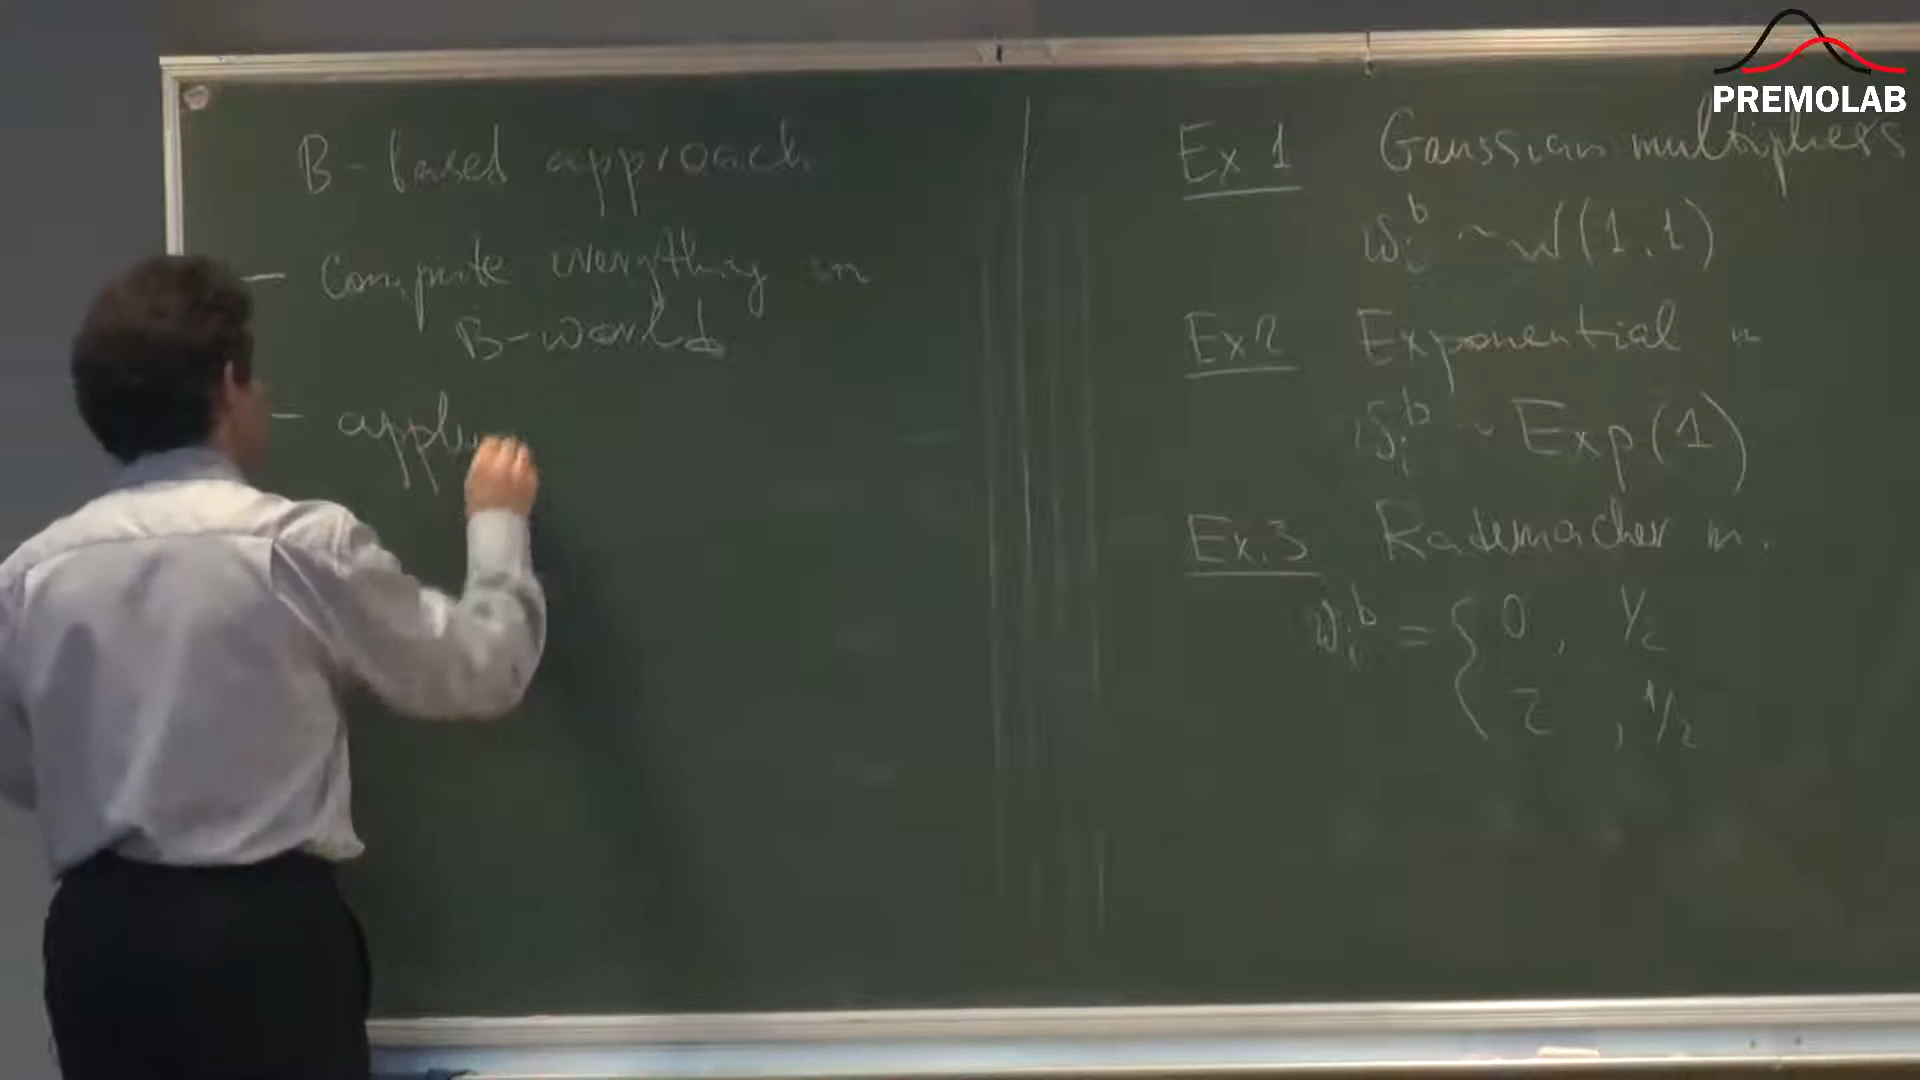 PREMOLAB
B-based approach
— Compute everything in
B-world
— apply
Ex 1 Gaussian multipliers
w_i^b ~ N(1,1)
Ex 2 Exponential m
w_i^b ~ Exp(1)
Ex.3 Rademacher m.
w_i^b = { 0 , 1/2
2 , 1/2